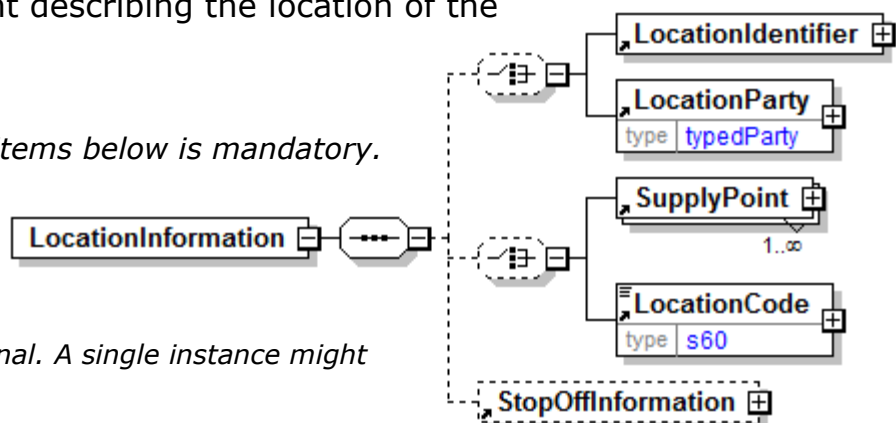 nt describing the location of the
LocationIdentifier
LocationParty
type typedParty
tems below is mandatory.
SupplyPoint
1..∞
LocationInformation
LocationCode
type s60
nal. A single instance might
StopOffInformation